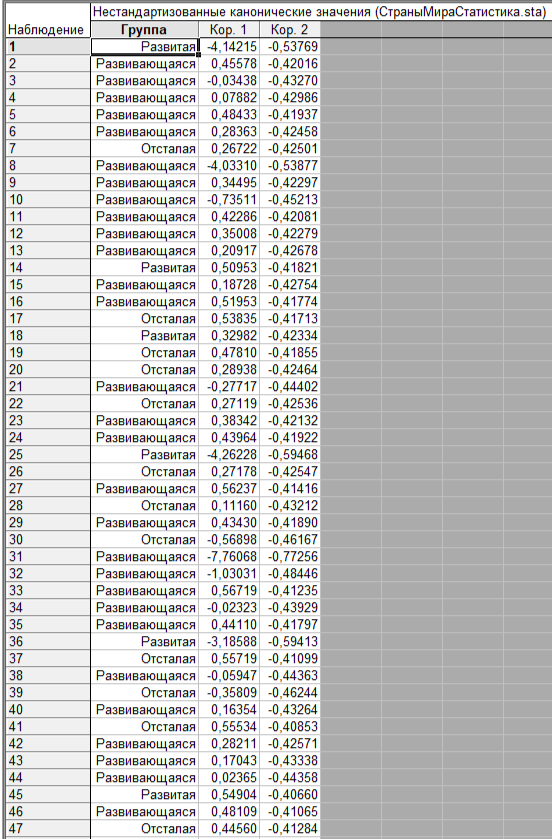 Нестандартизованные канонические значения (СтраныМираСтатистика.sta)
Наблюдение Группа Кор. 1 Кор. 2
1 Развитая -4,14215 -0,53769
2 Развивающаяся 0,45578 -0,42016
3 Развивающаяся -0,03438 -0,43270
4 Развивающаяся 0,07882 -0,42986
5 Развивающаяся 0,48433 -0,41937
6 Развивающаяся 0,28363 -0,42458
7 Отсталая 0,26722 -0,42501
8 Развивающаяся -4,03310 -0,53877
9 Развивающаяся 0,34495 -0,42297
10 Развивающаяся -0,73511 -0,45213
11 Развивающаяся 0,42286 -0,42081
12 Развивающаяся 0,35008 -0,42279
13 Развивающаяся 0,20917 -0,42678
14 Развитая 0,50953 -0,41821
15 Развивающаяся 0,18728 -0,42754
16 Развивающаяся 0,51953 -0,41774
17 Отсталая 0,53835 -0,41713
18 Развитая 0,32982 -0,42334
19 Отсталая 0,47810 -0,41855
20 Отсталая 0,28938 -0,42464
21 Развивающаяся -0,27717 -0,44402
22 Отсталая 0,27119 -0,42536
23 Развивающаяся 0,38342 -0,42132
24 Развивающаяся 0,43964 -0,41922
25 Развитая -4,26228 -0,59468
26 Отсталая 0,27178 -0,42547
27 Развивающаяся 0,56237 -0,41416
28 Отсталая 0,11160 -0,43212
29 Развивающаяся 0,43430 -0,41890
30 Отсталая -0,56898 -0,46167
31 Развивающаяся -7,76068 -0,77256
32 Развивающаяся -1,03031 -0,48446
33 Развивающаяся 0,56719 -0,41235
34 Развивающаяся -0,02323 -0,43929
35 Развивающаяся 0,44110 -0,41797
36 Развитая -3,18588 -0,59413
37 Отсталая 0,55719 -0,41099
38 Развивающаяся -0,05947 -0,44363
39 Отсталая -0,35809 -0,46244
40 Развивающаяся 0,16354 -0,43264
41 Отсталая 0,55534 -0,40853
42 Развивающаяся 0,28211 -0,42571
43 Развивающаяся 0,17043 -0,43338
44 Развивающаяся 0,02365 -0,44358
45 Развитая 0,54904 -0,40660
46 Развивающаяся 0,48109 -0,41065
47 Отсталая 0,44560 -0,41284